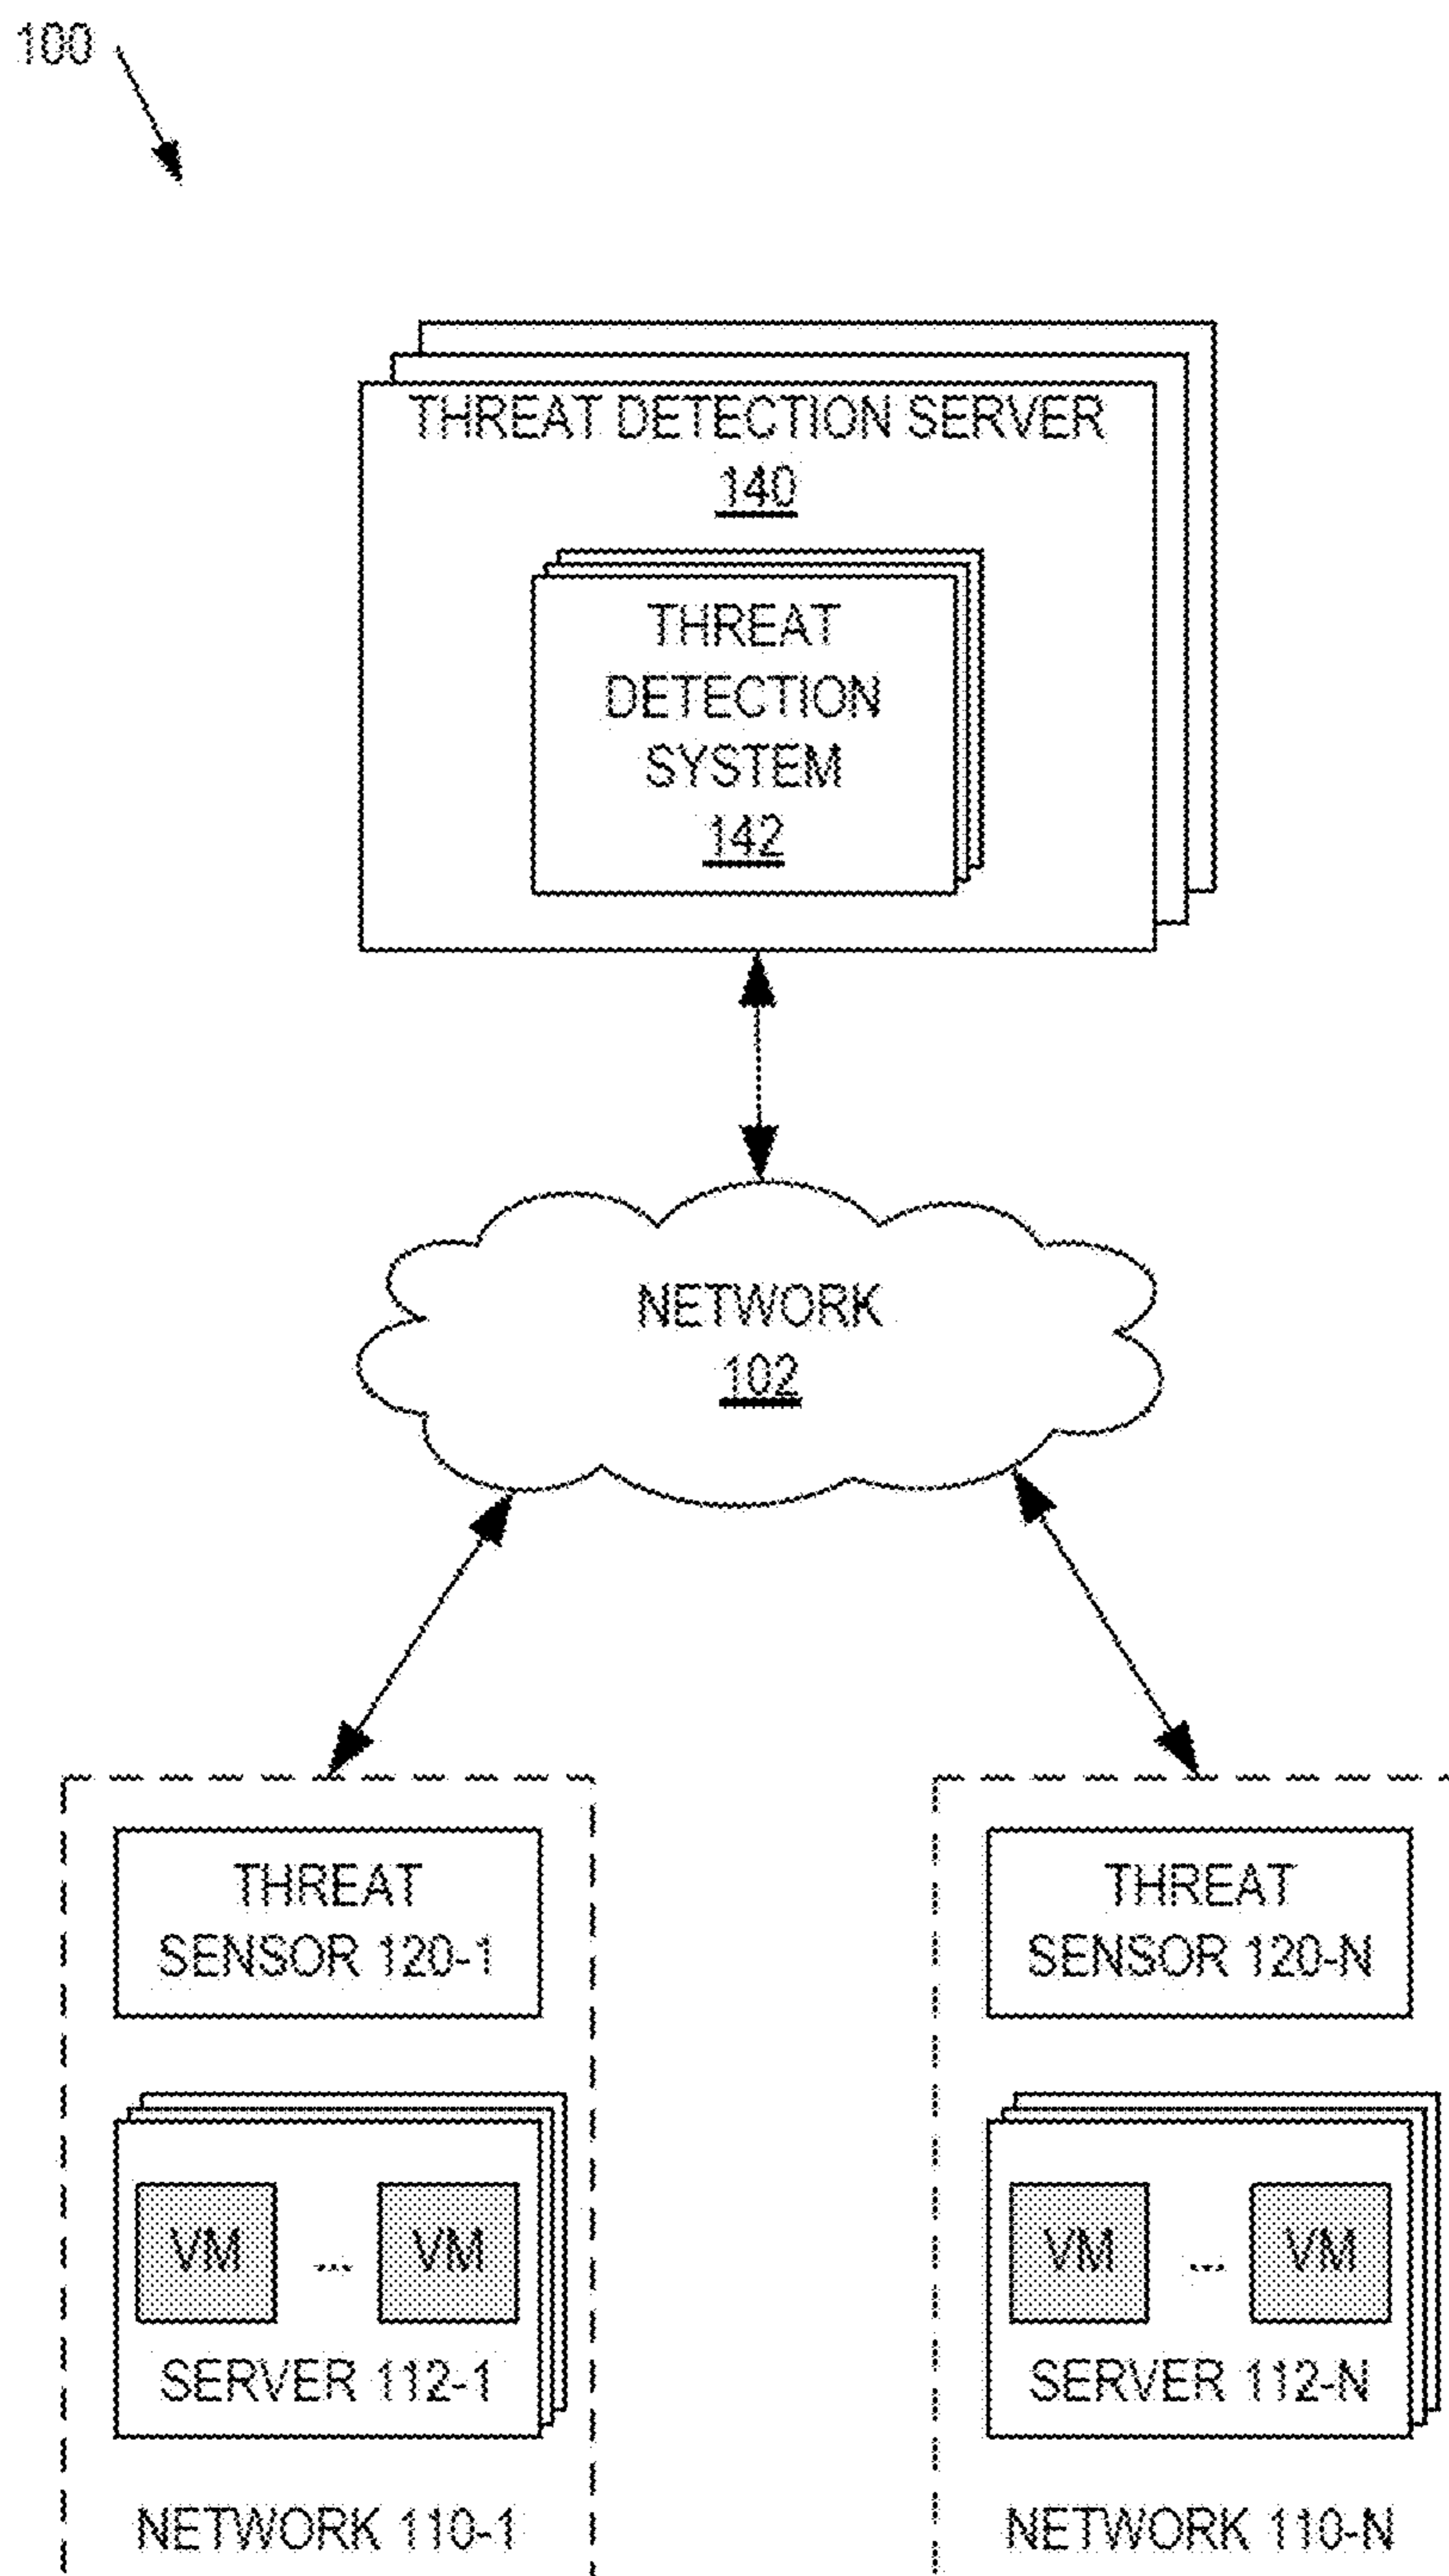 100
THREAT DETECTION SERVER
140
THREAT
DETECTION
SYSTEM
142
NETWORK
102
THREAT
SENSOR 120-1
VM ... VM
SERVER 112-1
NETWORK 110-1
THREAT
SENSOR 120-N
VM ... VM
SERVER 112-N
NETWORK 110-N